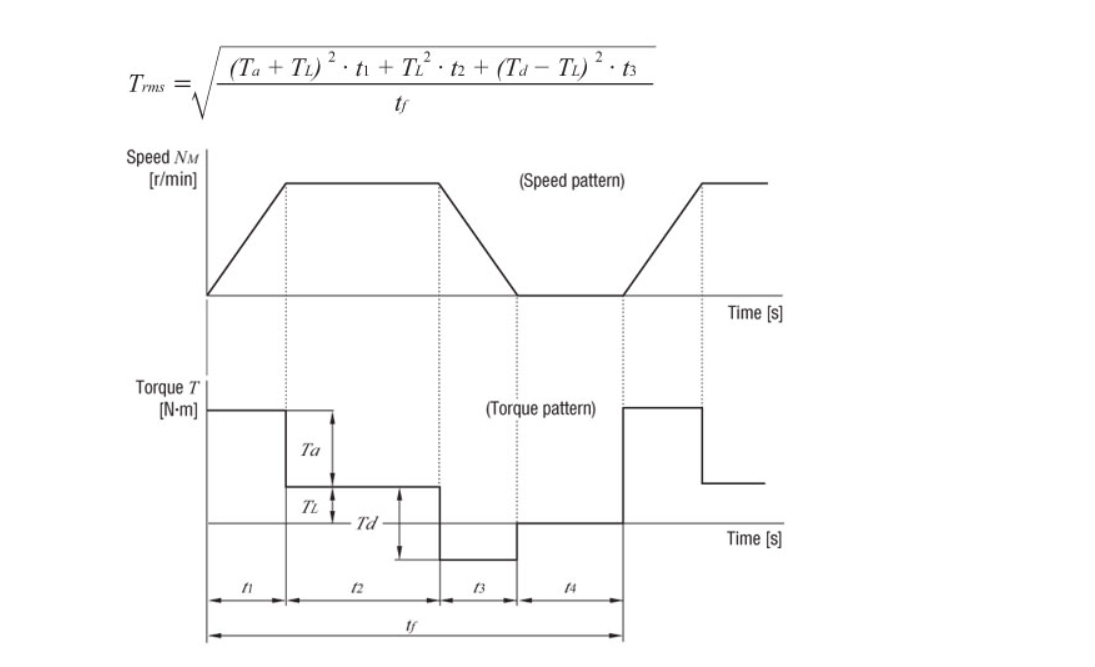 Trms = √((Ta + TL)² · t1 + TL² · t2 + (Td − TL)² · t3 / tf)
Speed NM
[r/min]
(Speed pattern)
Time [s]
Torque T
[N·m]
(Torque pattern)
Ta
TL
Td
Time [s]
t1
t2
t3
t4
tf